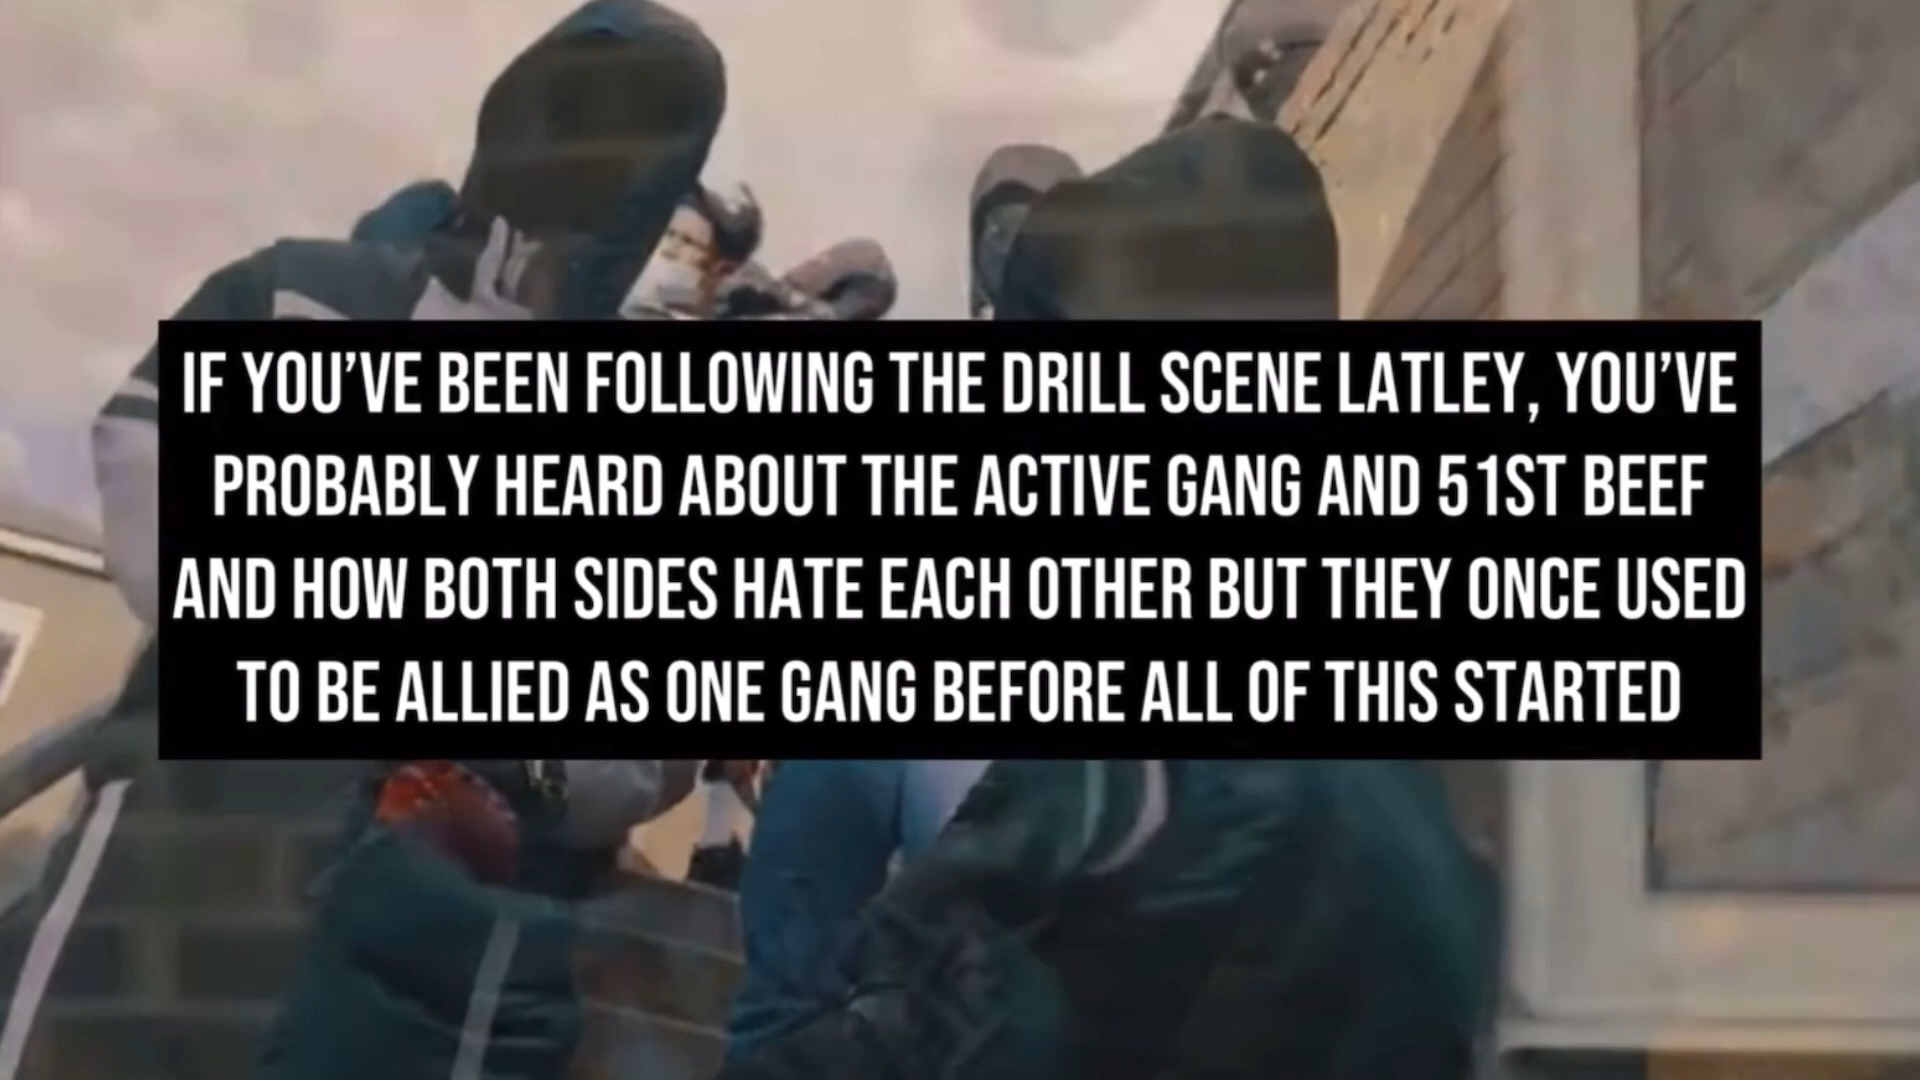 IF YOU'VE BEEN FOLLOWING THE DRILL SCENE LATLEY, YOU'VE
PROBABLY HEARD ABOUT THE ACTIVE GANG AND 51ST BEEF
AND HOW BOTH SIDES HATE EACH OTHER BUT THEY ONCE USED
TO BE ALLIED AS ONE GANG BEFORE ALL OF THIS STARTED